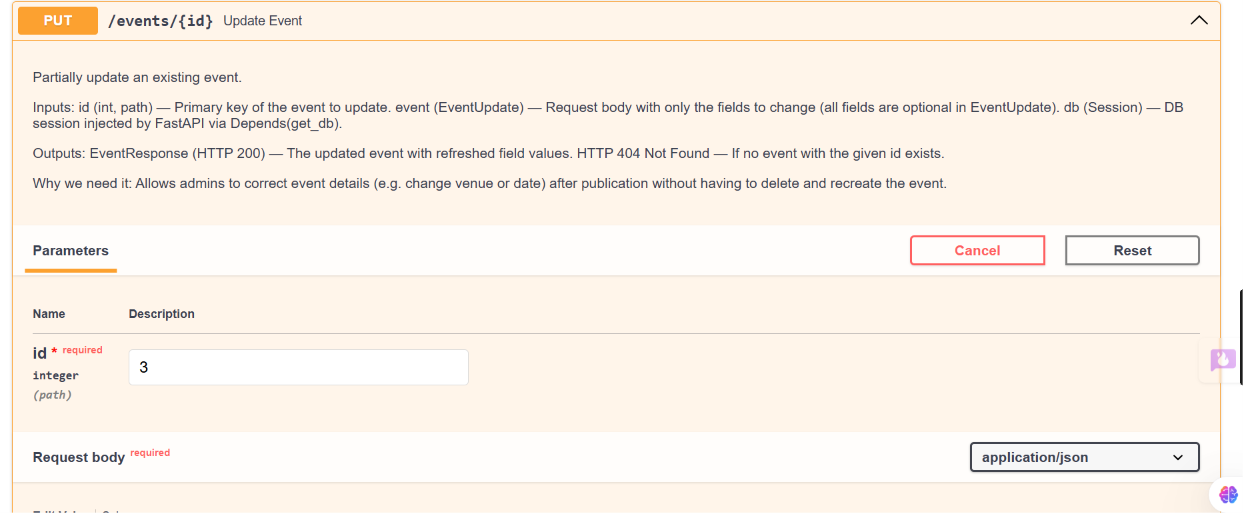 PUT /events/{id} Update Event
Partially update an existing event.
Inputs: id (int, path) — Primary key of the event to update. event (EventUpdate) — Request body with only the fields to change (all fields are optional in EventUpdate). db (Session) — DB
session injected by FastAPI via Depends(get_db).
Outputs: EventResponse (HTTP 200) — The updated event with refreshed field values. HTTP 404 Not Found — If no event with the given id exists.
Why we need it: Allows admins to correct event details (e.g. change venue or date) after publication without having to delete and recreate the event.
Parameters Cancel Reset
Name Description
id * required 3
integer
(path)
Request body required application/json